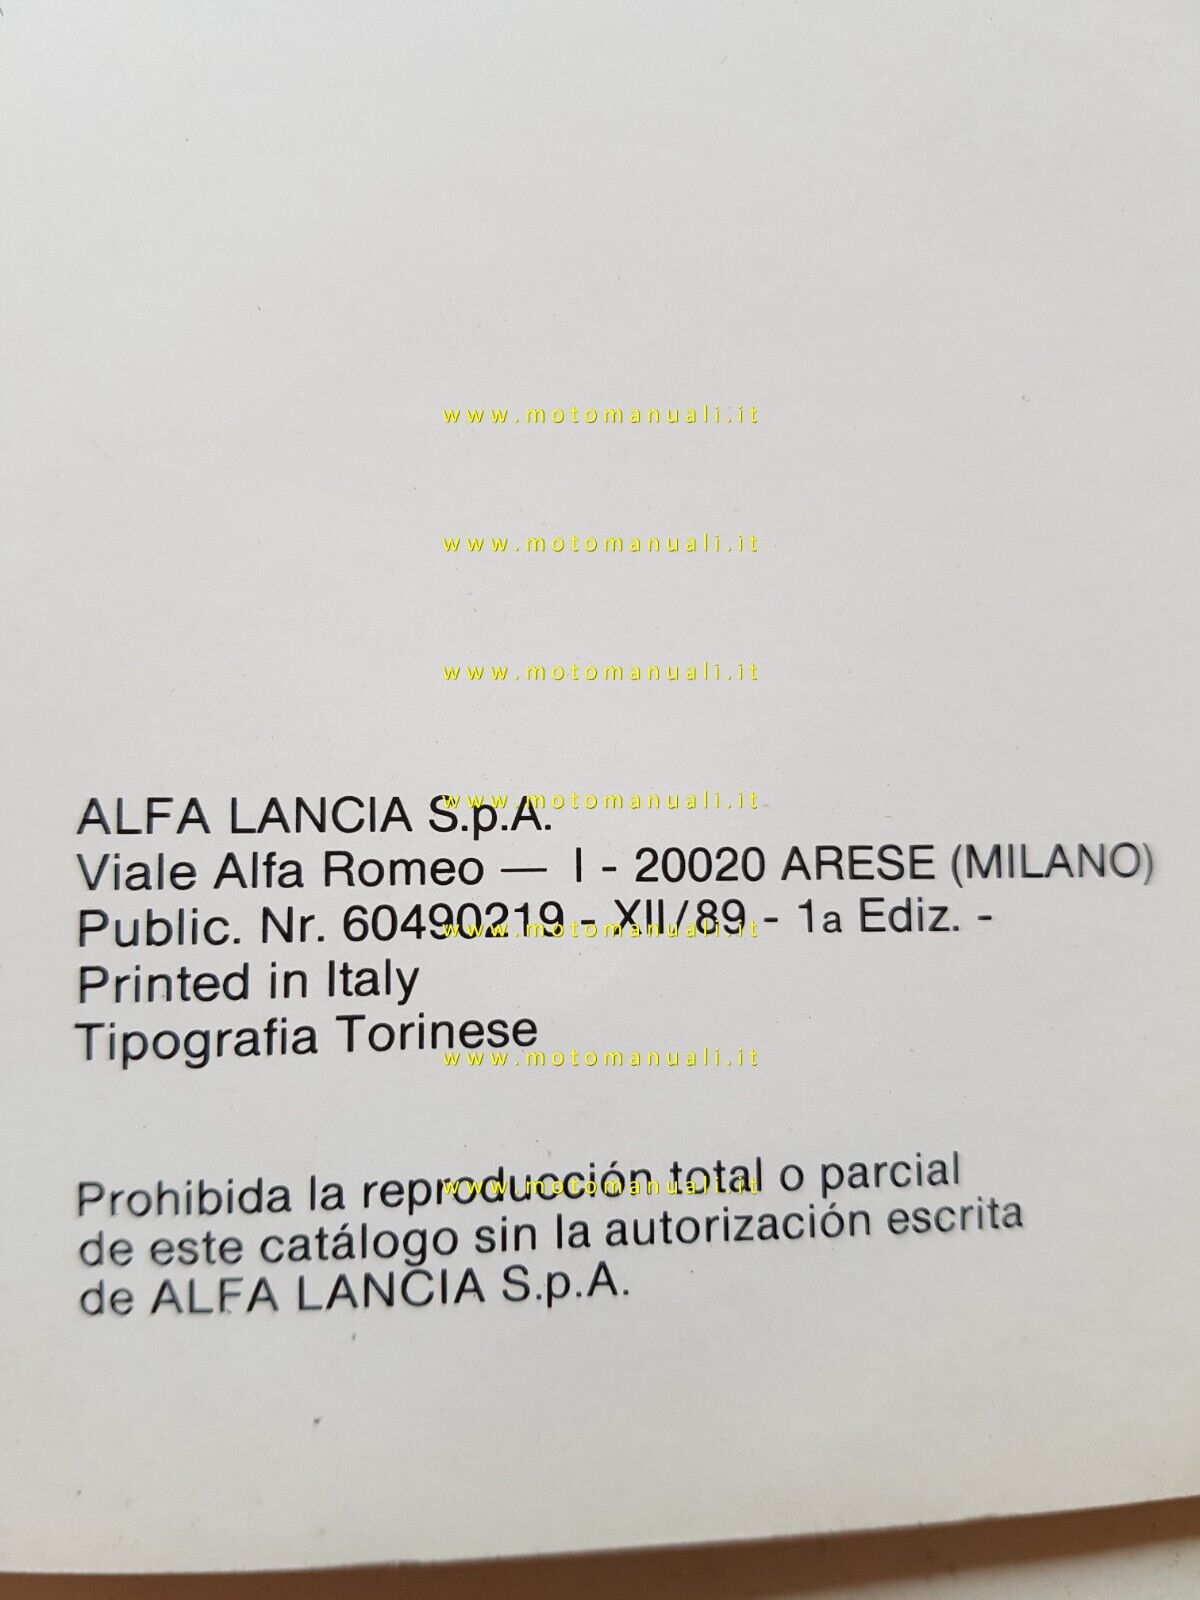 www.motomanuali.it
www.motomanuali.it
www.motomanuali.it
www.motomanuali.it
ALFA LANCIA S.p.A.
Viale Alfa Romeo — I - 20020 ARESE (MILANO)
Public. Nr. 60490219 - XII/89 - 1a Ediz. -
www.motomanuali.it
Printed in Italy
Tipografia Torinese
www.motomanuali.it
Prohibida la reproducción total o parcial
www.motomanuali.it
de este catálogo sin la autorización escrita
de ALFA LANCIA S.p.A.